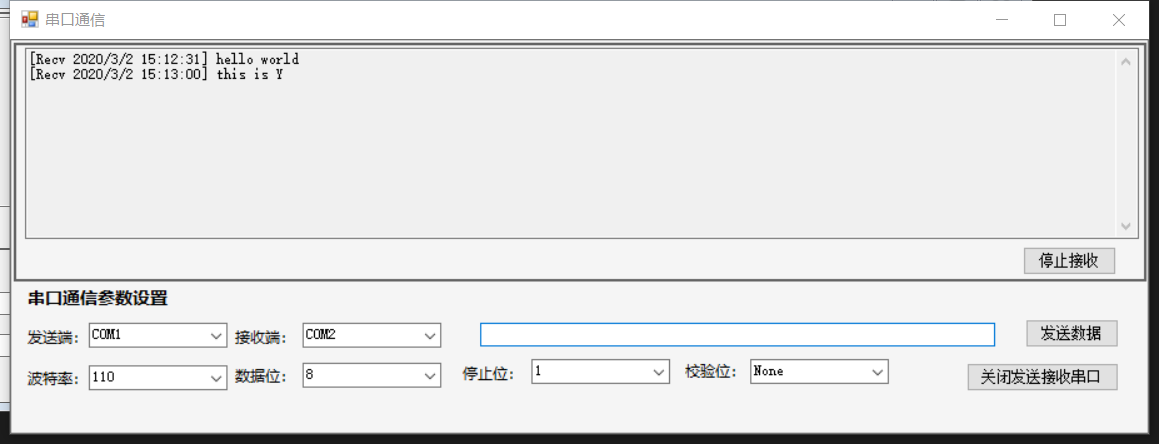 串口通信
[Recv 2020/3/2 15:12:31] hello world
[Recv 2020/3/2 15:13:00] this is Y
停止接收
串口通信参数设置
发送端: COM1 接收端: COM2 发送数据
波特率: 110 数据位: 8 停止位: 1 校验位: None 关闭发送接收串口